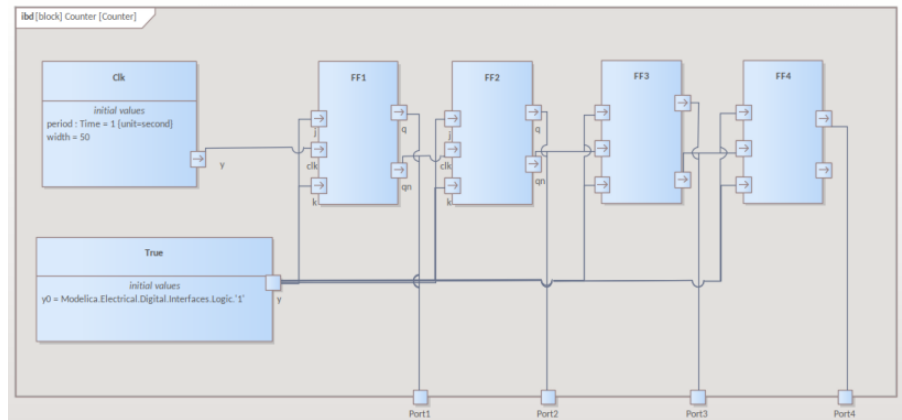 ibd [block] Counter [Counter]
Clk
initial values
period : Time = 1 {unit=second}
width = 50
y
FF1
j
clk
k
q
qn
FF2
j
clk
k
q
qn
FF3
FF4
True
initial values
y0 = Modelica.Electrical.Digital.Interfaces.Logic.'1'
y
Port1
Port2
Port3
Port4